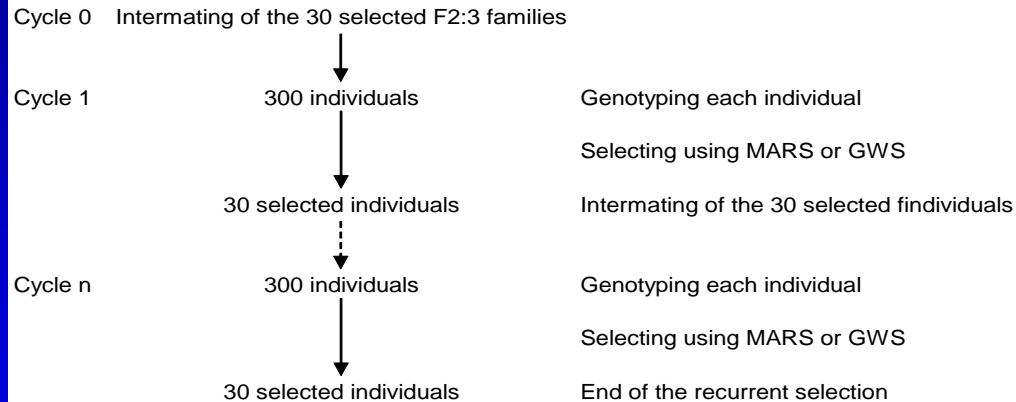 Cycle 0 Intermating of the 30 selected F2:3 families
Cycle 1 300 individuals Genotyping each individual
Selecting using MARS or GWS
30 selected individuals Intermating of the 30 selected findividuals
Cycle n 300 individuals Genotyping each individual
Selecting using MARS or GWS
30 selected individuals End of the recurrent selection